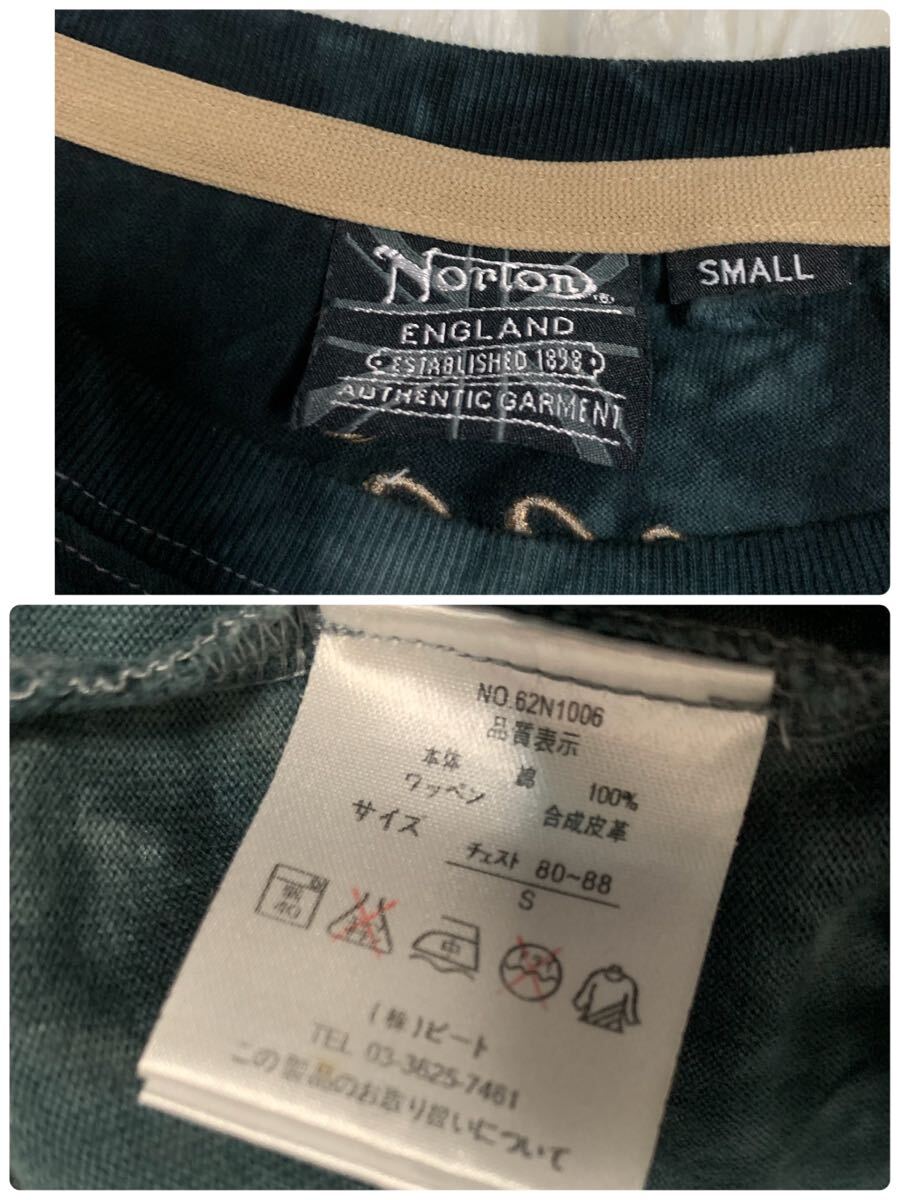 Norton
ENGLAND
ESTABLISHED 1898
AUTHENTIC GARMENT
SMALL
NO.62N1006
品質表示
本体 綿 100%
ワッペン 合成皮革
サイズ
チェスト 80~88
S
中
(株)ビート
TEL 03-3625-7461
この製品のお取り扱いについて